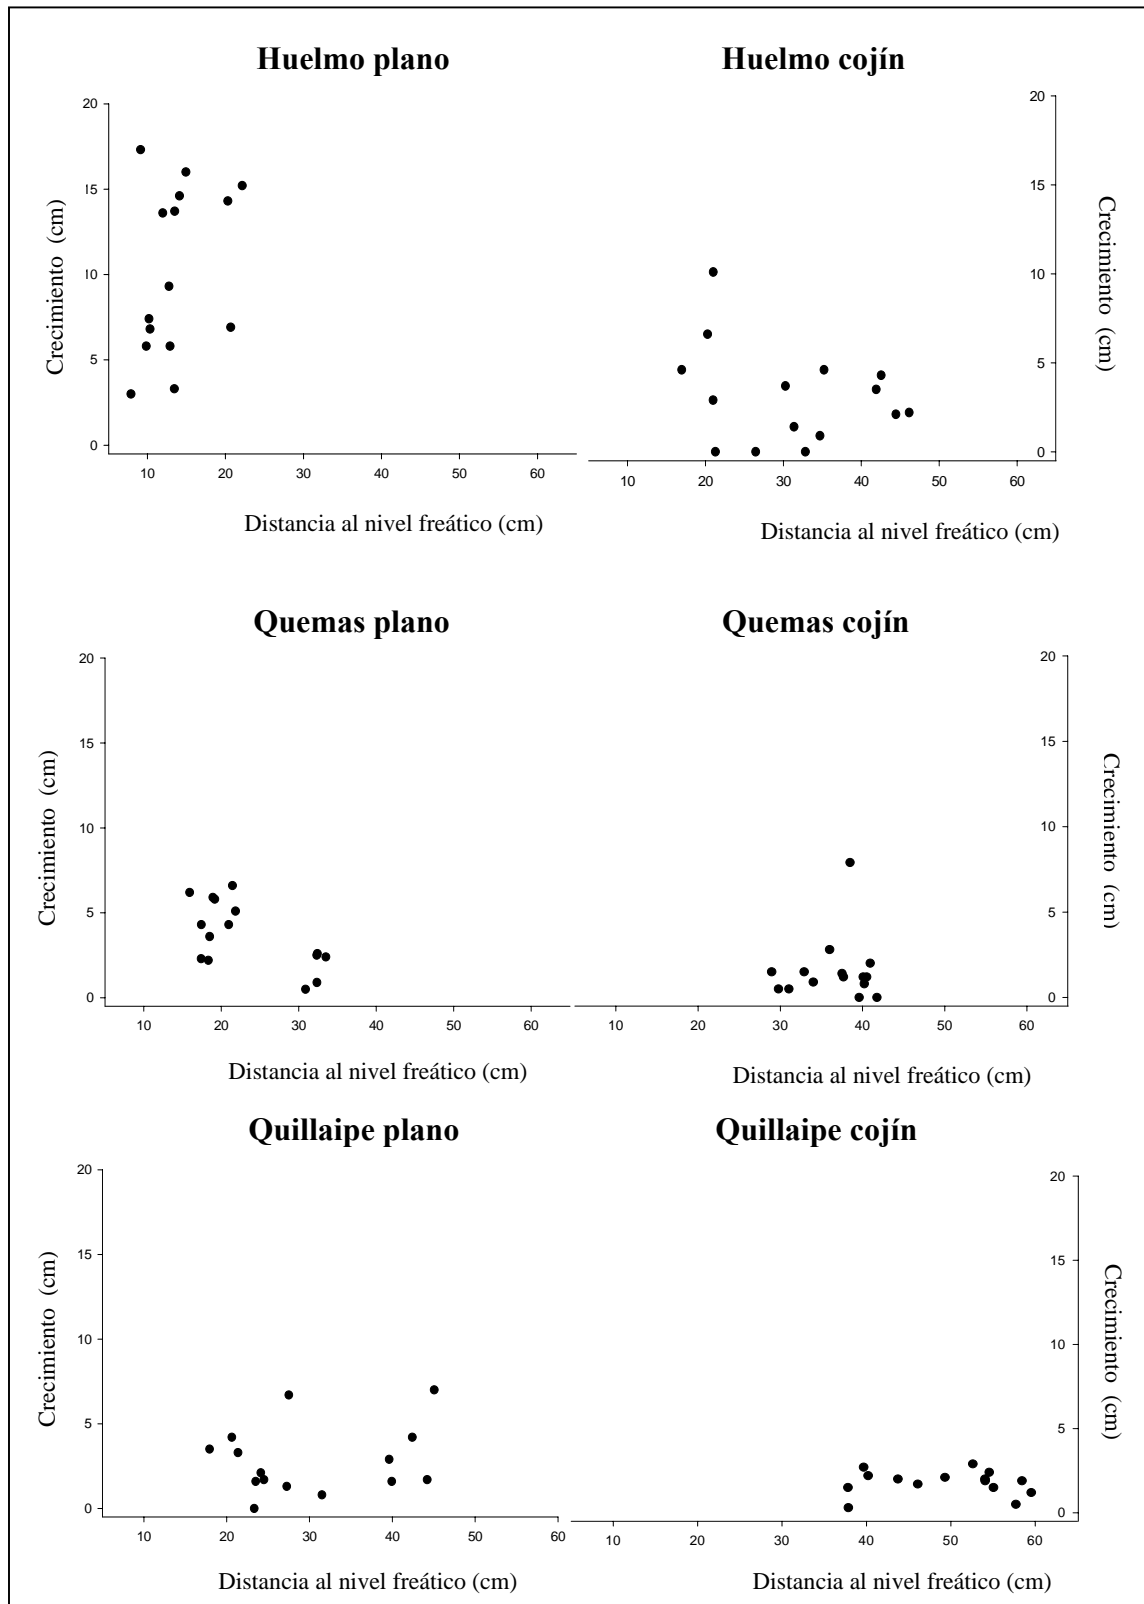 Huelmo plano
Huelmo cojín
20
15
10
5
0
Crecimiento (cm)
10 20 30 40 50 60
Distancia al nivel freático (cm)
20
15
10
5
0
Crecimiento (cm)
10 20 30 40 50 60
Distancia al nivel freático (cm)
Quemas plano
Quemas cojín
20
15
10
5
0
Crecimiento (cm)
10 20 30 40 50 60
Distancia al nivel freático (cm)
20
15
10
5
0
Crecimiento (cm)
10 20 30 40 50 60
Distancia al nivel freático (cm)
Quillaipe plano
Quillaipe cojín
20
15
10
5
0
Crecimiento (cm)
10 20 30 40 50 60
Distancia al nivel freático (cm)
20
15
10
5
0
Crecimiento (cm)
10 20 30 40 50 60
Distancia al nivel freático (cm)